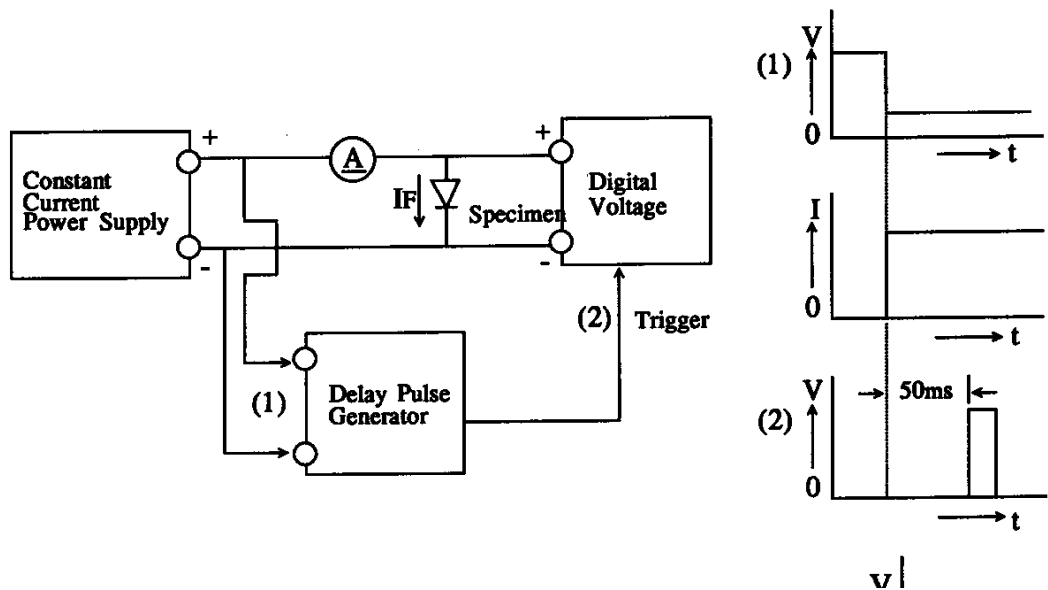 Constant
Current
Power Supply
+
-
A
IF
Specimen
+
-
Digital
Voltage
(2)
Trigger
(1)
Delay Pulse
Generator
(1)
V
0
t
I
0
t
(2)
V
0
50ms
t
V